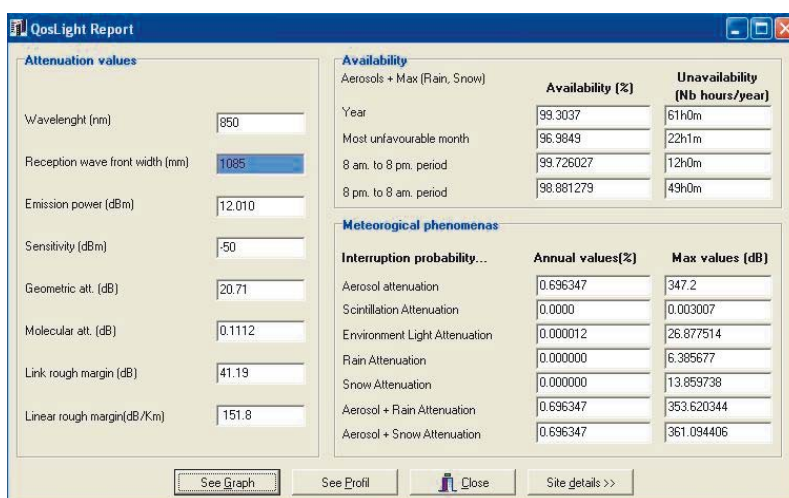 QosLight Report
Attenuation values
Wavelenght (nm) 850
Reception wave front width (mm) 1085
Emission power (dBm) 12.010
Sensitivity (dBm) -50
Geometric att. (dB) 20.71
Molecular att. (dB) 0.1112
Link rough margin (dB) 41.19
Linear rough margin(dB/Km) 151.8
Availability
Aerosols + Max (Rain, Snow) Availability (%) Unavailability (Nb hours/year)
Year 99.3037 61h0m
Most unfavourable month 96.9849 22h1m
8 am. to 8 pm. period 99.726027 12h0m
8 pm. to 8 am. period 98.881279 49h0m
Meteorogical phenomenas
Interruption probability... Annual values(%) Max values (dB)
Aerosol attenuation 0.696347 347.2
Scintillation Attenuation 0.0000 0.003007
Environment Light Attenuation 0.000012 26.877514
Rain Attenuation 0.000000 6.385677
Snow Attenuation 0.000000 13.859738
Aerosol + Rain Attenuation 0.696347 353.620344
Aerosol + Snow Attenuation 0.696347 361.094406
See Graph See Profil Close Site details >>